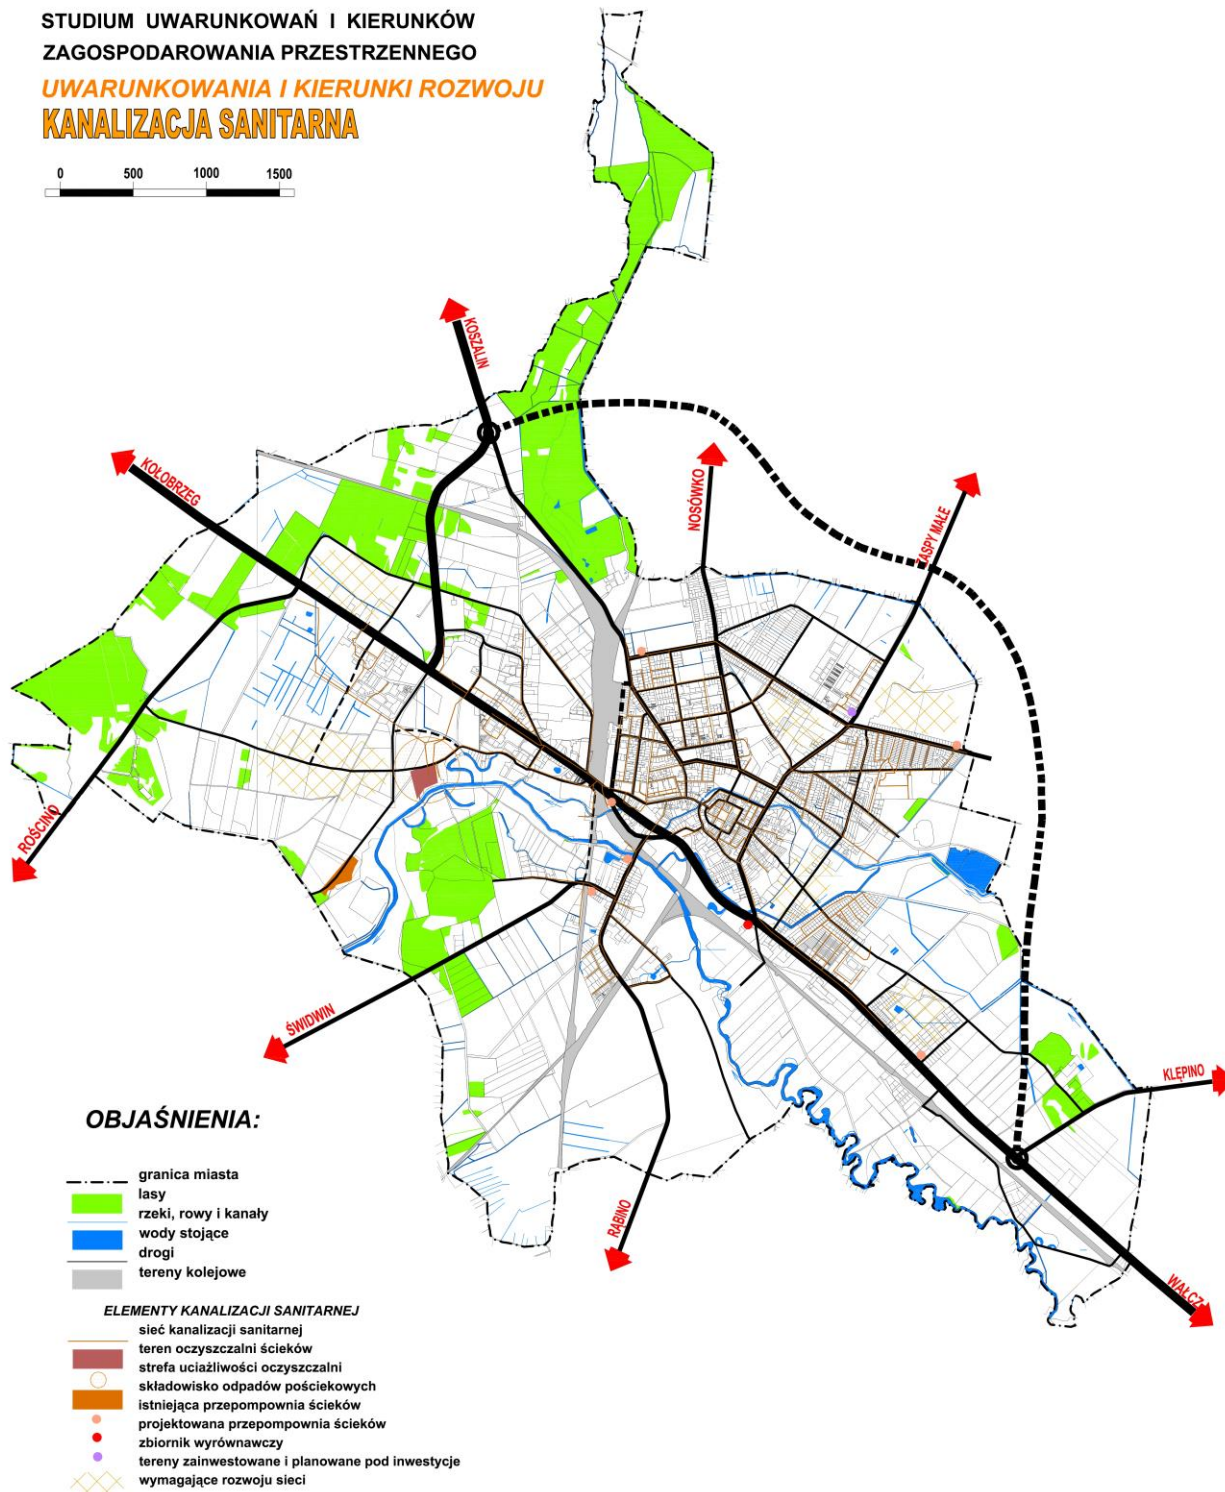 STUDIUM UWARUNKOWAŃ I KIERUNKÓW
ZAGOSPODAROWANIA PRZESTRZENNEGO
UWARUNKOWANIA I KIERUNKI ROZWOJU
KANALIZACJA SANITARNA
0 500 1000 1500
KOSZALIN
KOŁOBRZEG
NOSÓWKO
ZASPY MAŁE
ROŚCINO
ŚWIDWIN
KLĘPINO
RĄBINO
WAŁCZ
OBJAŚNIENIA:
granica miasta
lasy
rzeki, rowy i kanały
wody stojące
drogi
tereny kolejowe
ELEMENTY KANALIZACJI SANITARNEJ
sieć kanalizacji sanitarnej
teren oczyszczalni ścieków
strefa uciażliwości oczyszczalni
składowisko odpadów pościekowych
istniejąca przepompownia ścieków
projektowana przepompownia ścieków
zbiornik wyrównawczy
tereny zainwestowane i planowane pod inwestycje
wymagające rozwoju sieci